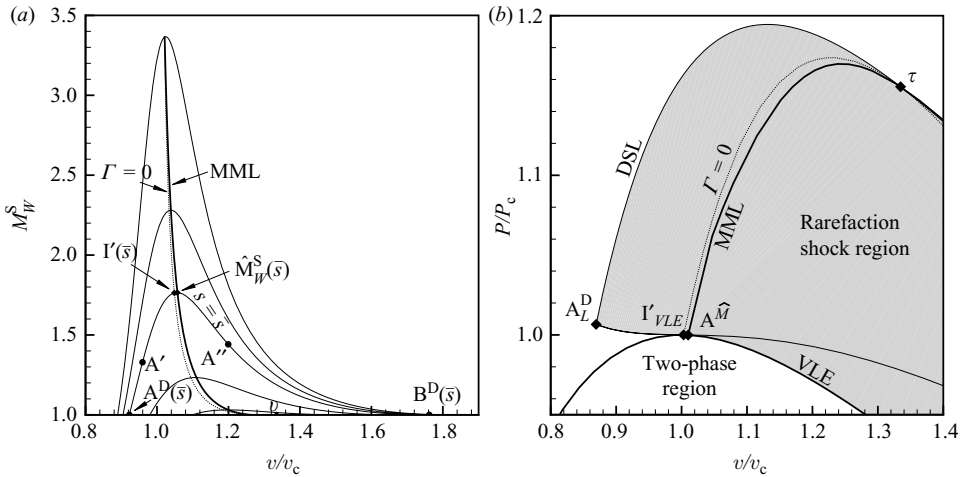 (a)
3.5
3.0
2.5
2.0
1.5
1.0
M_W^S
Γ = 0
MML
I′(s̄)
M̂_W^S(s̄)
s = s̄
A′
A″
A^D(s̄)
υ
B^D(s̄)
0.8 1.0 1.2 1.4 1.6 1.8
v/v_c
(b)
1.2
1.1
1.0
P/P_c
DSL
Γ = 0
MML
τ
Rarefaction
shock region
A_L^D
I′_VLE
A^M̂
Two-phase
region
VLE
0.8 0.9 1.0 1.1 1.2 1.3 1.4
v/v_c